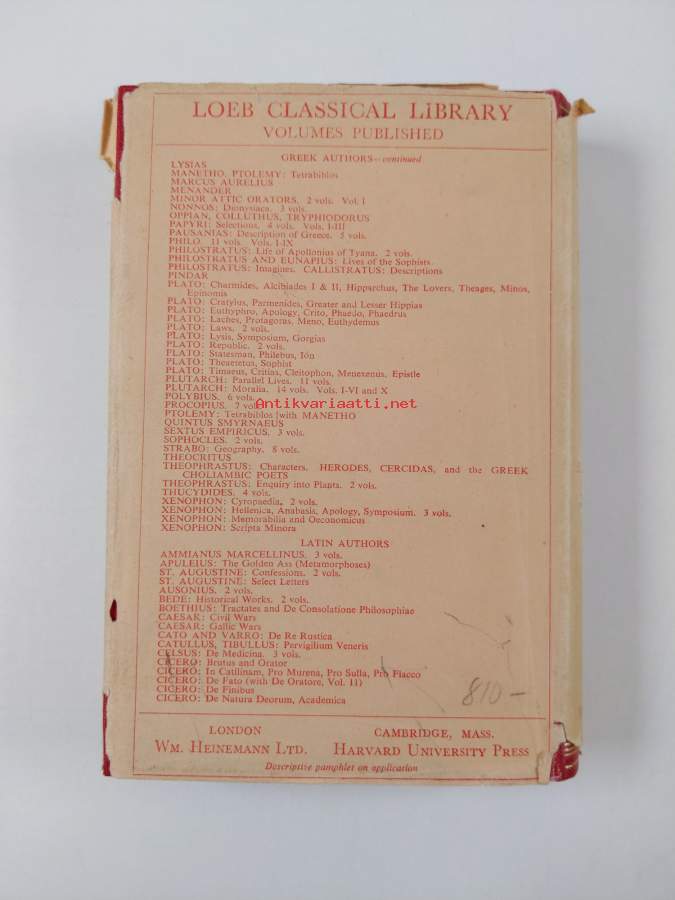 LOEB CLASSICAL LIBRARY
VOLUMES PUBLISHED
GREEK AUTHORS—continued
LYSIAS
MANETHO, PTOLEMY: Tetrabiblos
MARCUS AURELIUS
MENANDER
MINOR ATTIC ORATORS. 2 vols. Vol. I
NONNOS: Dionysiaca. 3 vols.
OPPIAN, COLLUTHUS, TRYPHIODORUS
PAPYRI: Selections. 4 vols. Vols. I-III
PAUSANIAS: Description of Greece. 5 vols.
PHILO. 11 vols. Vols. I-IX
PHILOSTRATUS: Life of Apollonius of Tyana. 2 vols.
PHILOSTRATUS AND EUNAPIUS: Lives of the Sophists
PHILOSTRATUS: Imagines. CALLISTRATUS: Descriptions
PINDAR
PLATO: Charmides, Alcibiades I & II, Hipparchus, The Lovers, Theages, Minos,
Epinomis
PLATO: Cratylus, Parmenides, Greater and Lesser Hippias
PLATO: Euthyphro, Apology, Crito, Phaedo, Phaedrus
PLATO: Laches, Protagoras, Meno, Euthydemus
PLATO: Laws. 2 vols.
PLATO: Lysis, Symposium, Gorgias
PLATO: Republic. 2 vols.
PLATO: Statesman, Philebus, Ion
PLATO: Theaetetus, Sophist
PLATO: Timaeus, Critias, Cleitophon, Menexenus, Epistle
PLUTARCH: Parallel Lives. 11 vols.
PLUTARCH: Moralia. 14 vols. Vols. I-VI and X
POLYBIUS. 6 vols.
PROCOPIUS. 7 vols.
Antikvariaatti.net
PTOLEMY: Tetrabiblos [with MANETHO
QUINTUS SMYRNAEUS
SEXTUS EMPIRICUS. 3 vols.
SOPHOCLES. 2 vols.
STRABO: Geography. 8 vols.
THEOCRITUS
THEOPHRASTUS: Characters. HERODES, CERCIDAS, and the GREEK
CHOLIAMBIC POETS
THEOPHRASTUS: Enquiry into Plants. 2 vols.
THUCYDIDES. 4 vols.
XENOPHON: Cyropaedia. 2 vols.
XENOPHON: Hellenica, Anabasis, Apology, Symposium. 3 vols.
XENOPHON: Memorabilia and Oeconomicus
XENOPHON: Scripta Minora
LATIN AUTHORS
AMMIANUS MARCELLINUS. 3 vols.
APULEIUS: The Golden Ass (Metamorphoses)
ST. AUGUSTINE: Confessions. 2 vols.
ST. AUGUSTINE: Select Letters
AUSONIUS. 2 vols.
BEDE: Historical Works. 2 vols.
BOETHIUS: Tractates and De Consolatione Philosophiae
CAESAR: Civil Wars
CAESAR: Gallic Wars
CATO AND VARRO: De Re Rustica
CATULLUS, TIBULLUS: Pervigilium Veneris
CELSUS: De Medicina. 3 vols.
CICERO: Brutus and Orator
CICERO: In Catilinam, Pro Murena, Pro Sulla, Pro Flacco
CICERO: De Fato (with De Oratore, Vol. II)
CICERO: De Finibus
CICERO: De Natura Deorum, Academica
810-
LONDON
WM. HEINEMANN LTD.
CAMBRIDGE, MASS.
HARVARD UNIVERSITY PRESS
Descriptive pamphlet on application